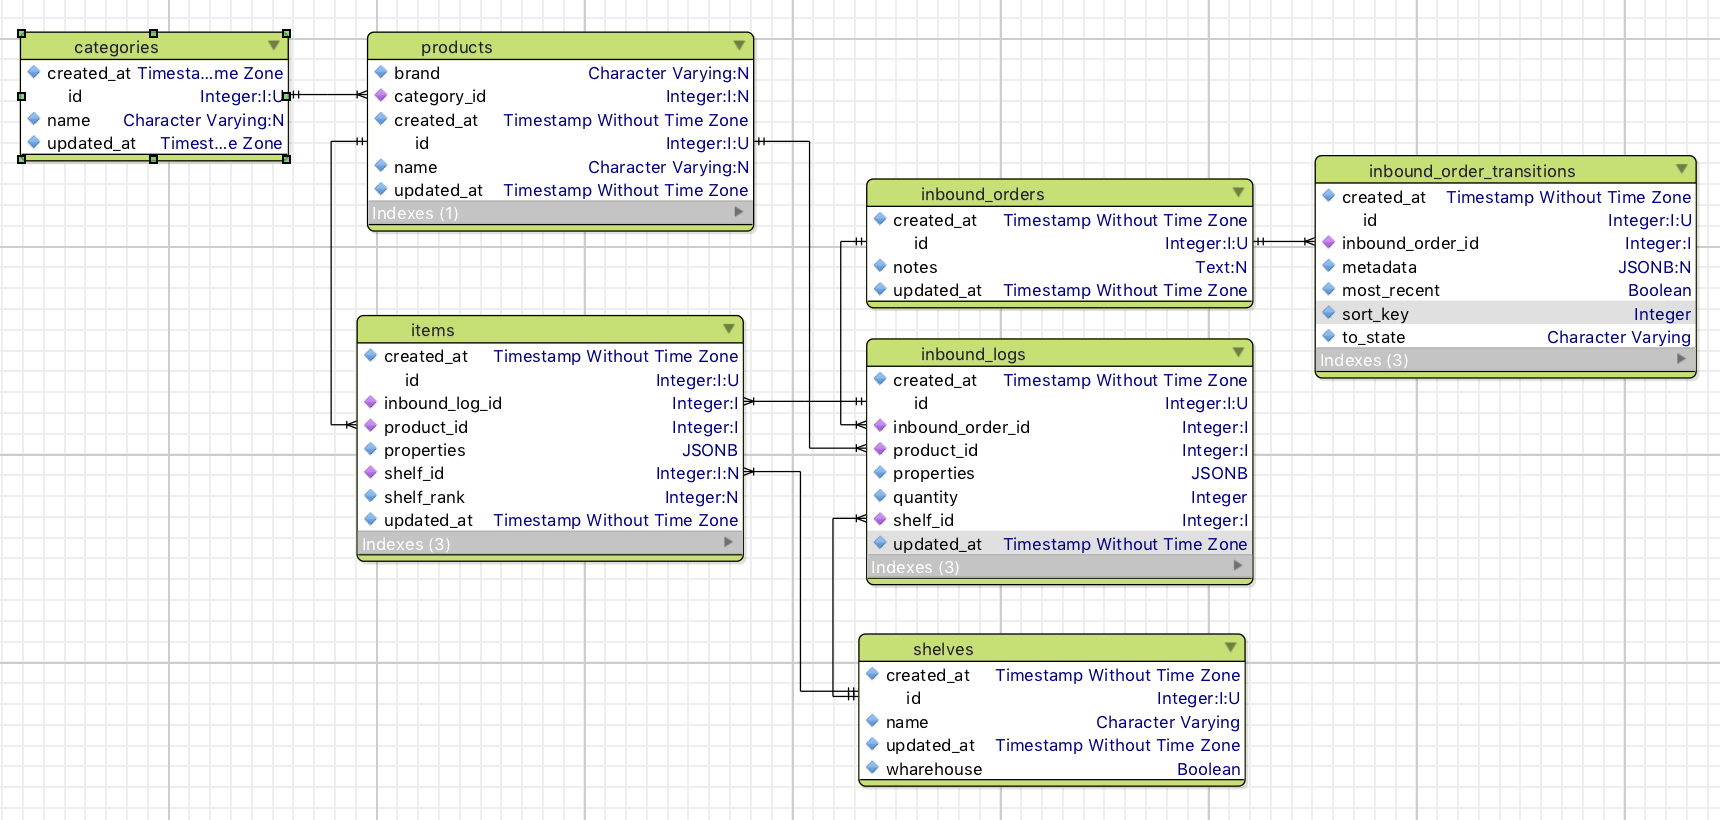 categories
created_at Timesta...me Zone
id Integer:I:U
name Character Varying:N
updated_at Timest...e Zone
products
brand Character Varying:N
category_id Integer:I:N
created_at Timestamp Without Time Zone
id Integer:I:U
name Character Varying:N
updated_at Timestamp Without Time Zone
Indexes (1)
items
created_at Timestamp Without Time Zone
id Integer:I:U
inbound_log_id Integer:I
product_id Integer:I
properties JSONB
shelf_id Integer:I:N
shelf_rank Integer:N
updated_at Timestamp Without Time Zone
Indexes (3)
inbound_orders
created_at Timestamp Without Time Zone
id Integer:I:U
notes Text:N
updated_at Timestamp Without Time Zone
inbound_logs
created_at Timestamp Without Time Zone
id Integer:I:U
inbound_order_id Integer:I
product_id Integer:I
properties JSONB
quantity Integer
shelf_id Integer:I
updated_at Timestamp Without Time Zone
Indexes (3)
shelves
created_at Timestamp Without Time Zone
id Integer:I:U
name Character Varying
updated_at Timestamp Without Time Zone
wharehouse Boolean
inbound_order_transitions
created_at Timestamp Without Time Zone
id Integer:I:U
inbound_order_id Integer:I
metadata JSONB:N
most_recent Boolean
sort_key Integer
to_state Character Varying
Indexes (3)